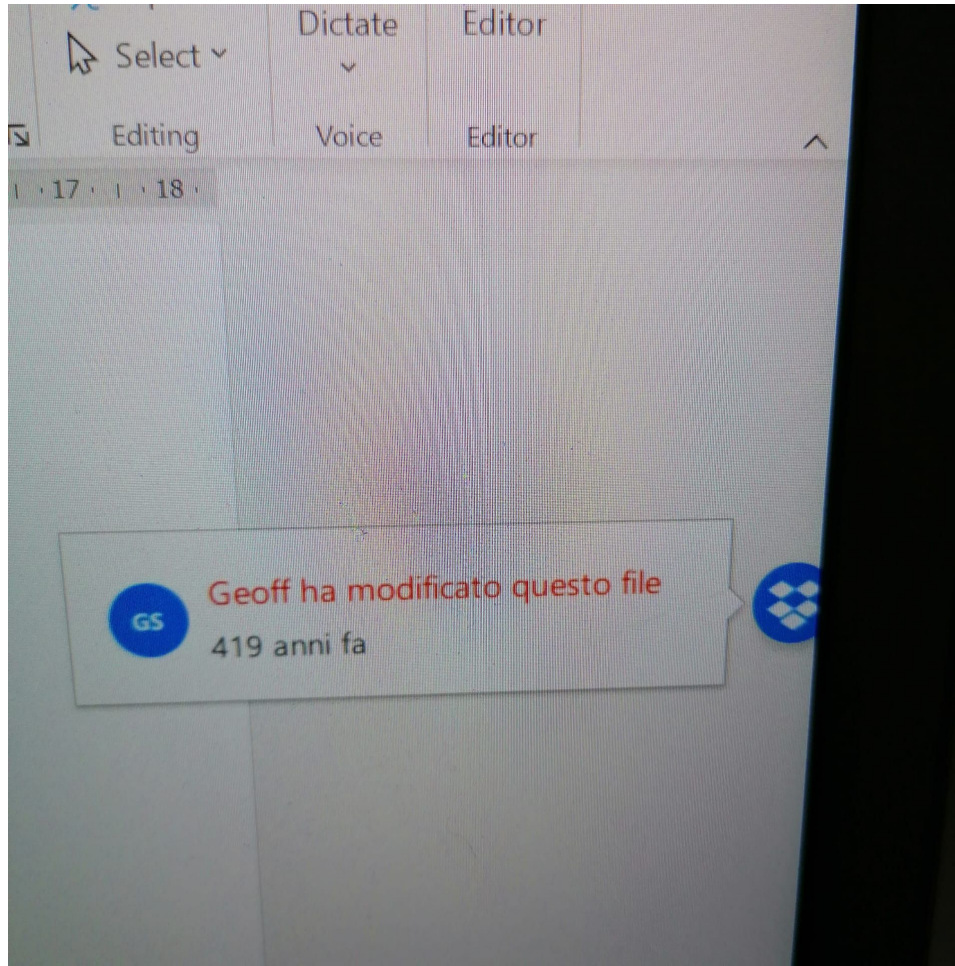 Dictate
Editor
Select
Editing
Voice
Editor
17 18
Geoff ha modificato questo file
GS
419 anni fa